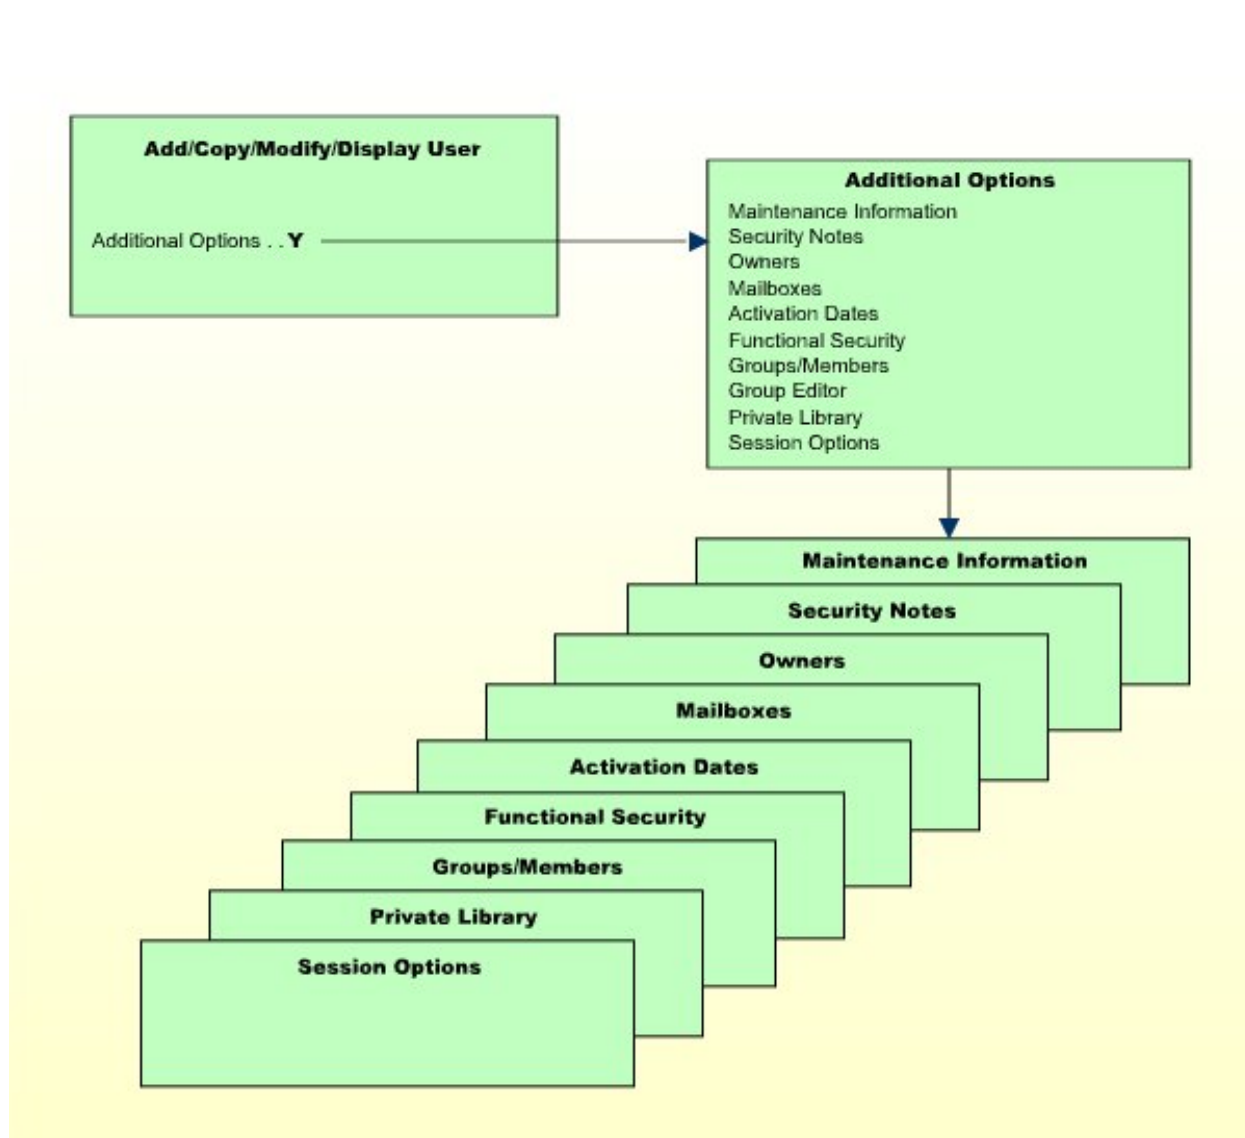 Add/Copy/Modify/Display User
Additional Options . . Y
Additional Options
Maintenance Information
Security Notes
Owners
Mailboxes
Activation Dates
Functional Security
Groups/Members
Group Editor
Private Library
Session Options
Maintenance Information
Security Notes
Owners
Mailboxes
Activation Dates
Functional Security
Groups/Members
Private Library
Session Options